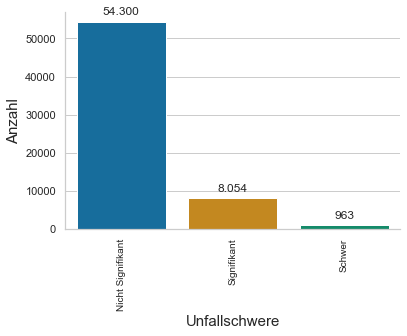 54.300
50000
40000
30000
20000
10000
0
8.054
963
Anzahl
Nicht Signifikant
Signifikant
Schwer
Unfallschwere